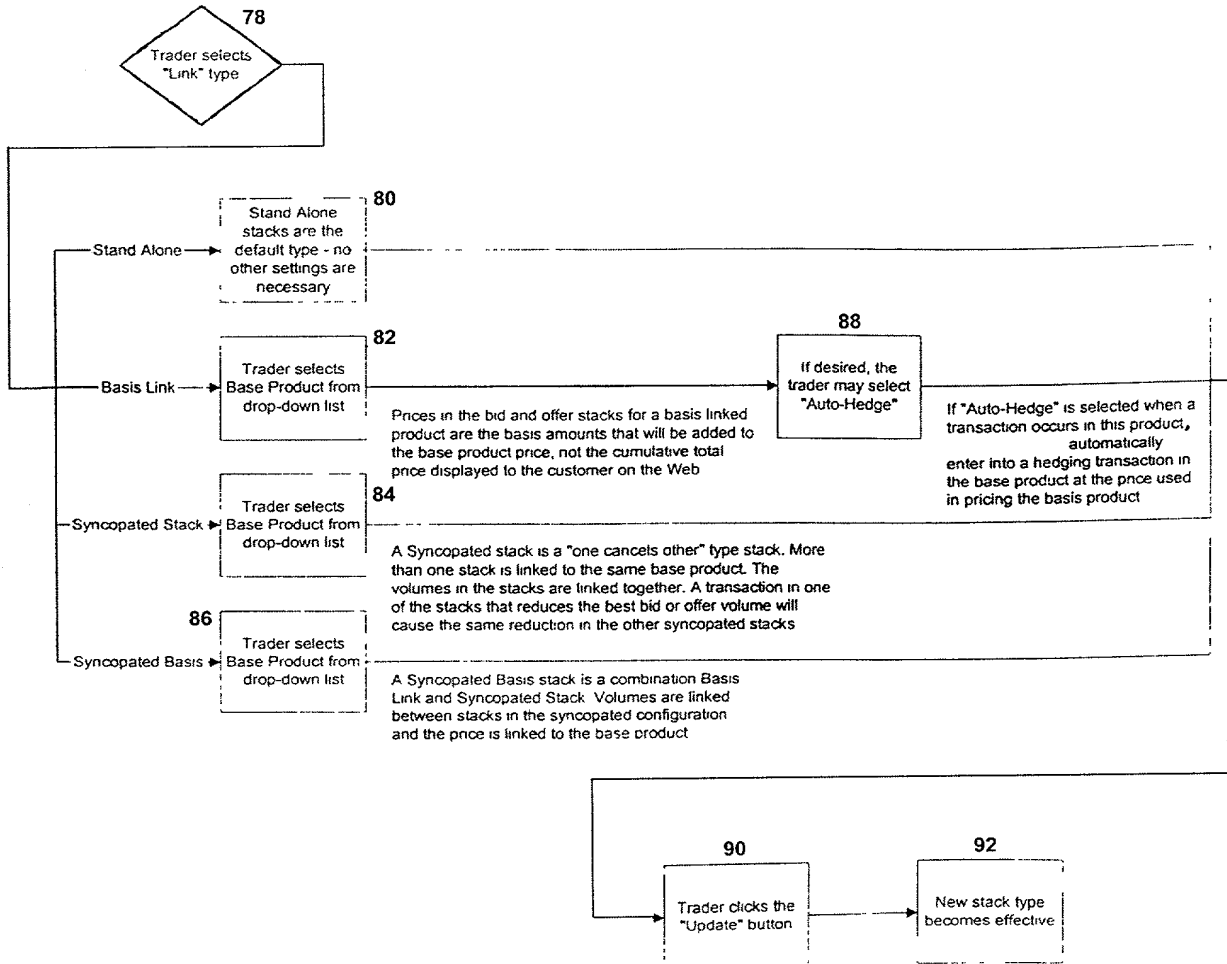 78
Trader selects
"Link" type
80
Stand Alone
stacks are the
default type - no
other settings are
necessary
Stand Alone
82
Trader selects
Base Product from
drop-down list
Basis Link
Prices in the bid and offer stacks for a basis linked
product are the basis amounts that will be added to
the base product price, not the cumulative total
price displayed to the customer on the Web
88
If desired, the
trader may select
"Auto-Hedge"
If "Auto-Hedge" is selected when a
transaction occurs in this product,
automatically
enter into a hedging transaction in
the base product at the price used
in pricing the basis product
84
Trader selects
Base Product from
drop-down list
Syncopated Stack
A Syncopated stack is a "one cancels other" type stack. More
than one stack is linked to the same base product. The
volumes in the stacks are linked together. A transaction in one
of the stacks that reduces the best bid or offer volume will
cause the same reduction in the other syncopated stacks
86
Trader selects
Base Product from
drop-down list
Syncopated Basis
A Syncopated Basis stack is a combination Basis
Link and Syncopated Stack Volumes are linked
between stacks in the syncopated configuration
and the price is linked to the base product
90
Trader clicks the
"Update" button
92
New stack type
becomes effective